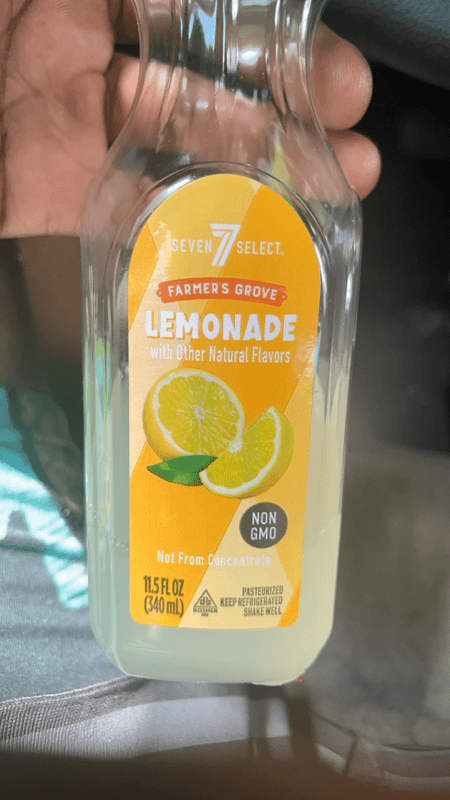 SEVEN 7 SELECT
FARMER'S GROVE
LEMONADE
with Other Natural Flavors
NON
GMO
Not From Concentrate
11.5 FL OZ
(340 mL)
KOSHER
PASTEURIZED
KEEP REFRIGERATED
SHAKE WELL